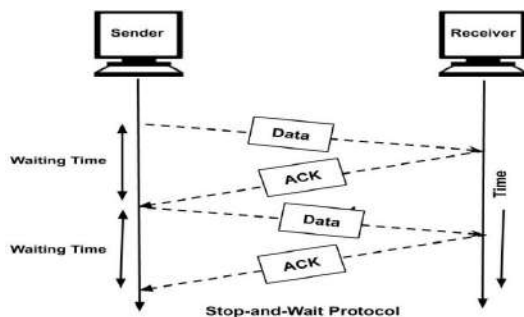 Sender
Receiver
Data
Waiting Time
ACK
Time
Data
Waiting Time
ACK
Stop-and-Wait Protocol